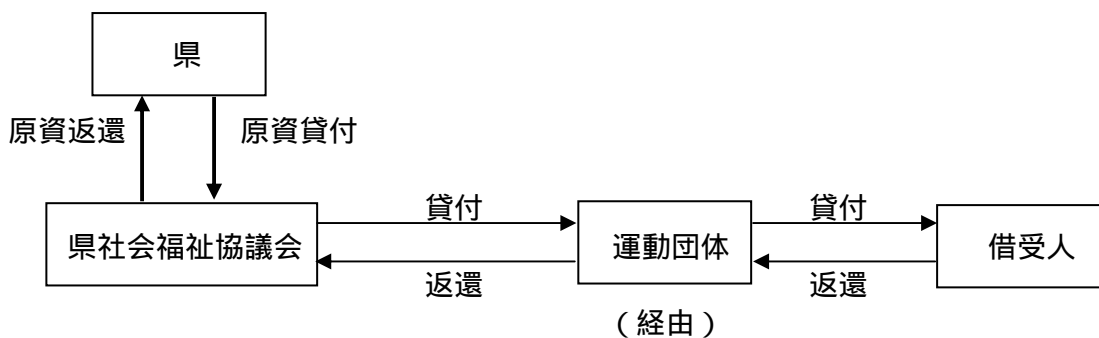 県
原資返還
原資貸付
県社会福祉協議会
貸付
返還
運動団体
(経由)
貸付
返還
借受人